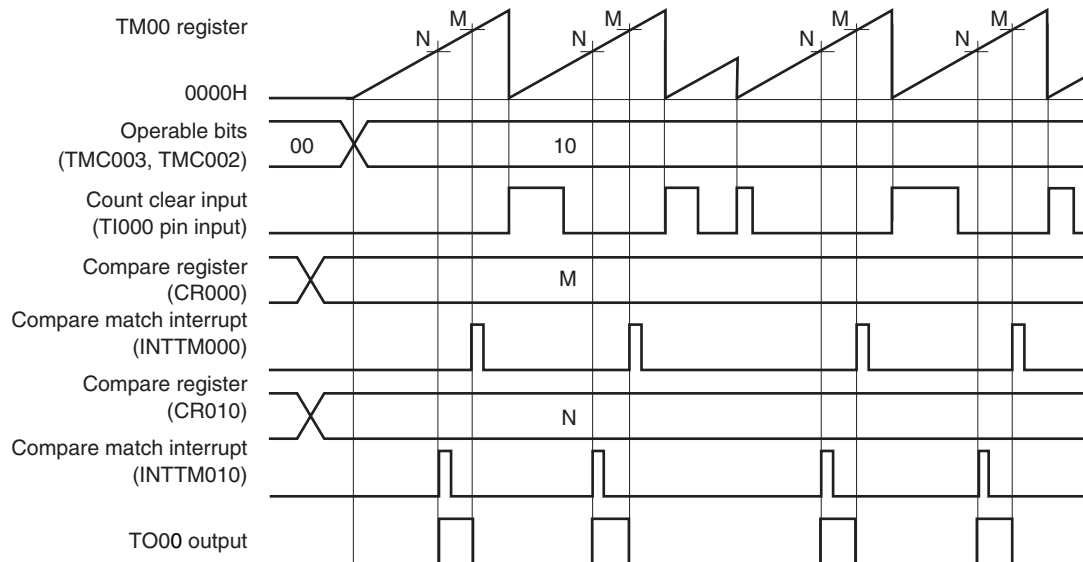 TM00 register
N M N M N M N M
0000H
Operable bits
(TMC003, TMC002)
00 10
Count clear input
(TI000 pin input)
Compare register
(CR000)
M
Compare match interrupt
(INTTM000)
Compare register
(CR010)
N
Compare match interrupt
(INTTM010)
TO00 output